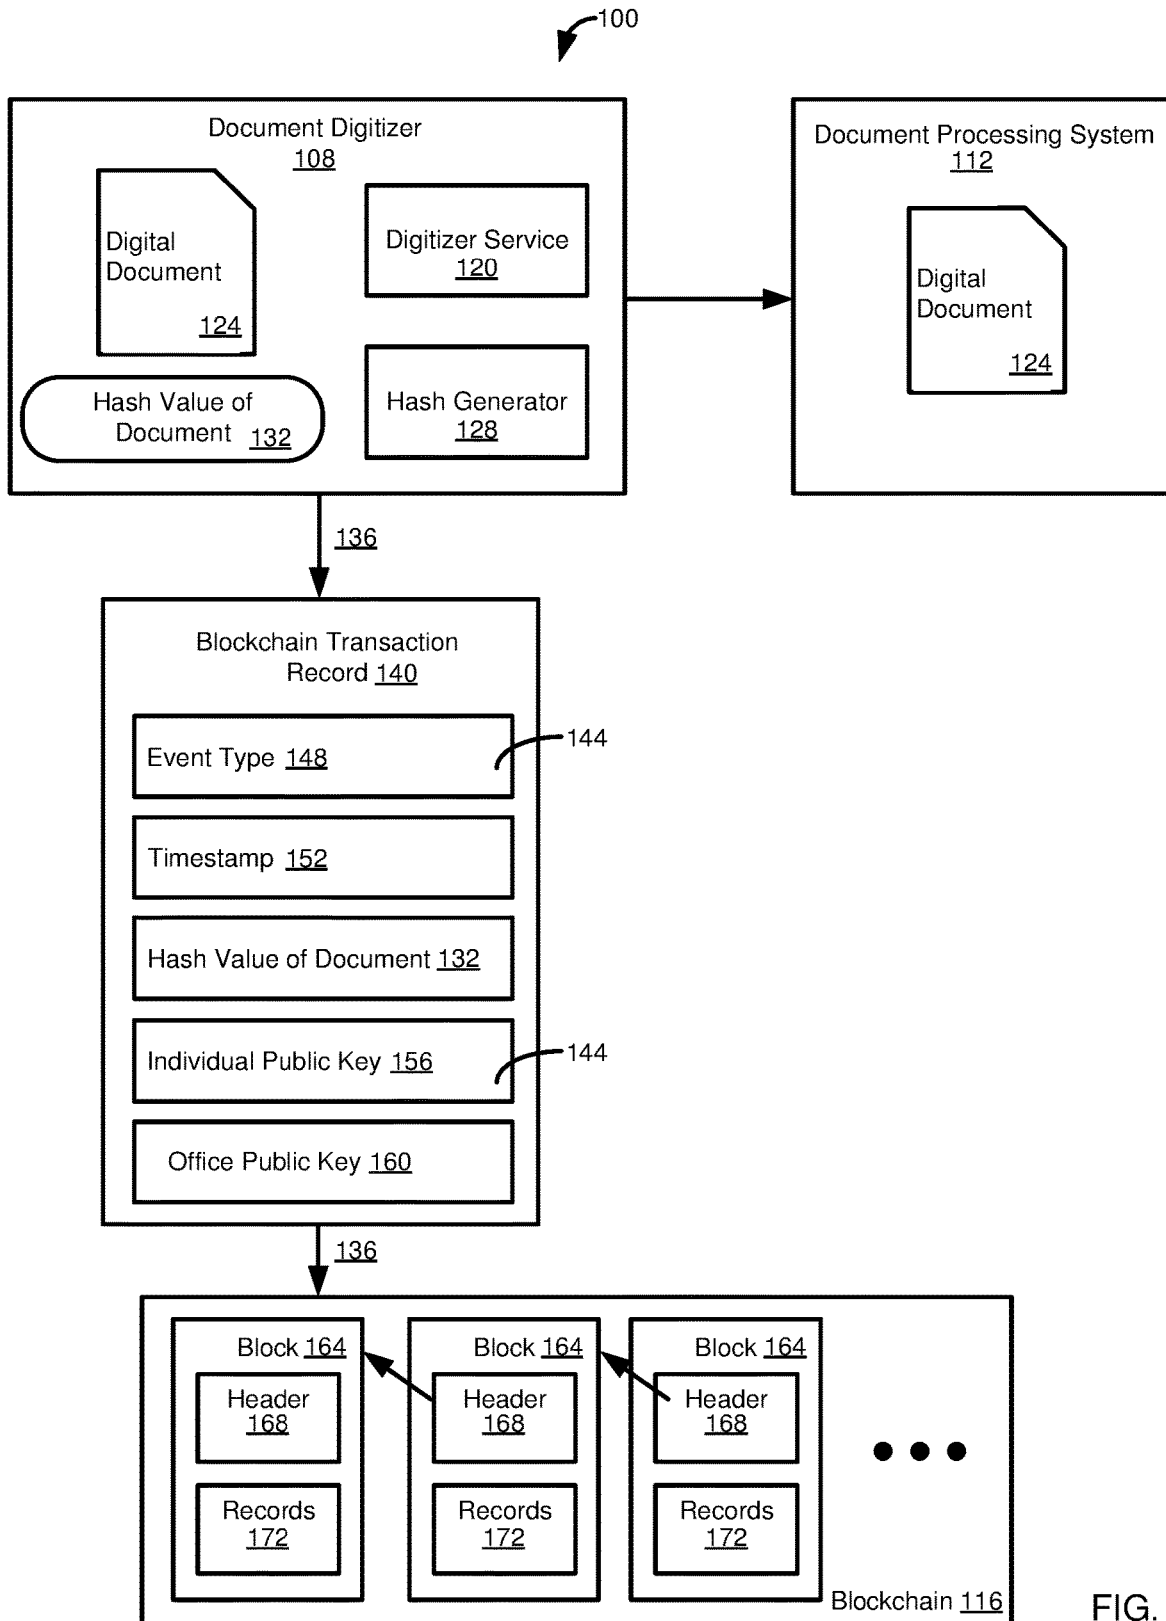 100
Document Digitizer
108
Digital
Document
124
Digitizer Service
120
Hash Value of
Document 132
Hash Generator
128
Document Processing System
112
Digital
Document
124
136
Blockchain Transaction
Record 140
Event Type 148
144
Timestamp 152
Hash Value of Document 132
Individual Public Key 156
144
Office Public Key 160
136
Block 164
Header
168
Records
172
Block 164
Header
168
Records
172
Block 164
Header
168
Records
172
Blockchain 116
FIG.